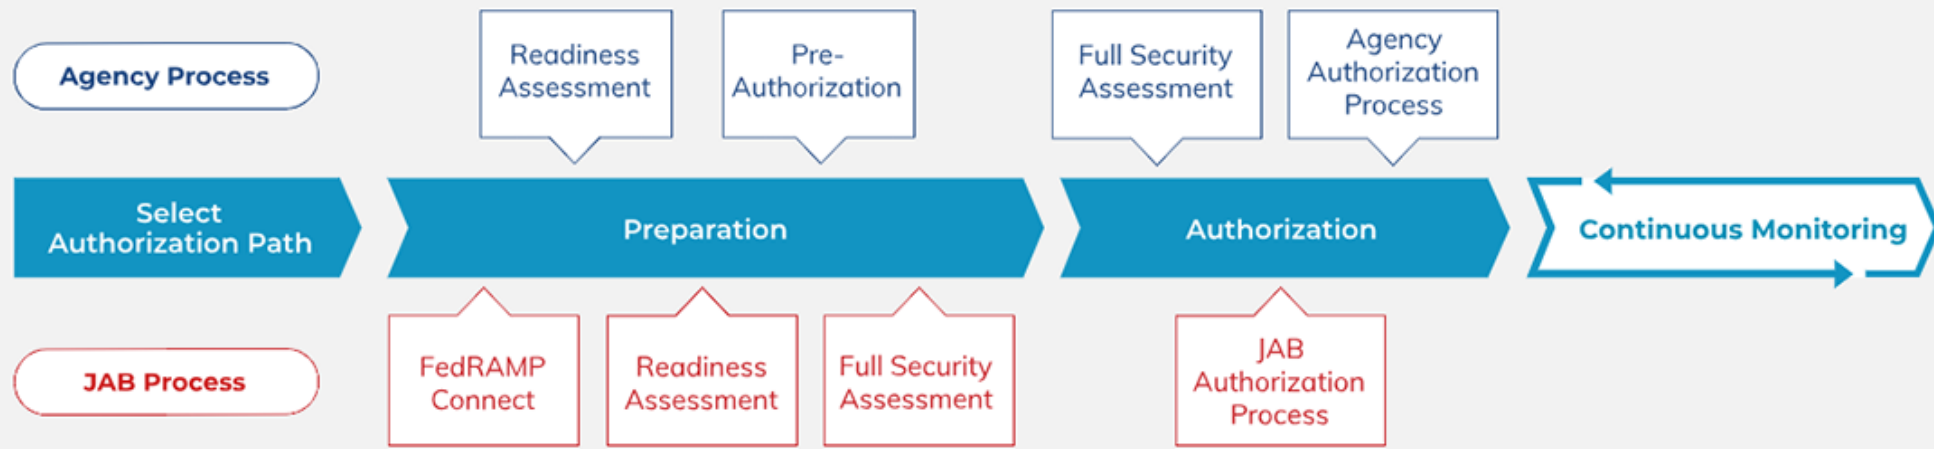 Agency Process
Readiness
Assessment
Pre-
Authorization
Full Security
Assessment
Agency
Authorization
Process
Select
Authorization Path
Preparation
Authorization
Continuous Monitoring
JAB Process
FedRAMP
Connect
Readiness
Assessment
Full Security
Assessment
JAB
Authorization
Process